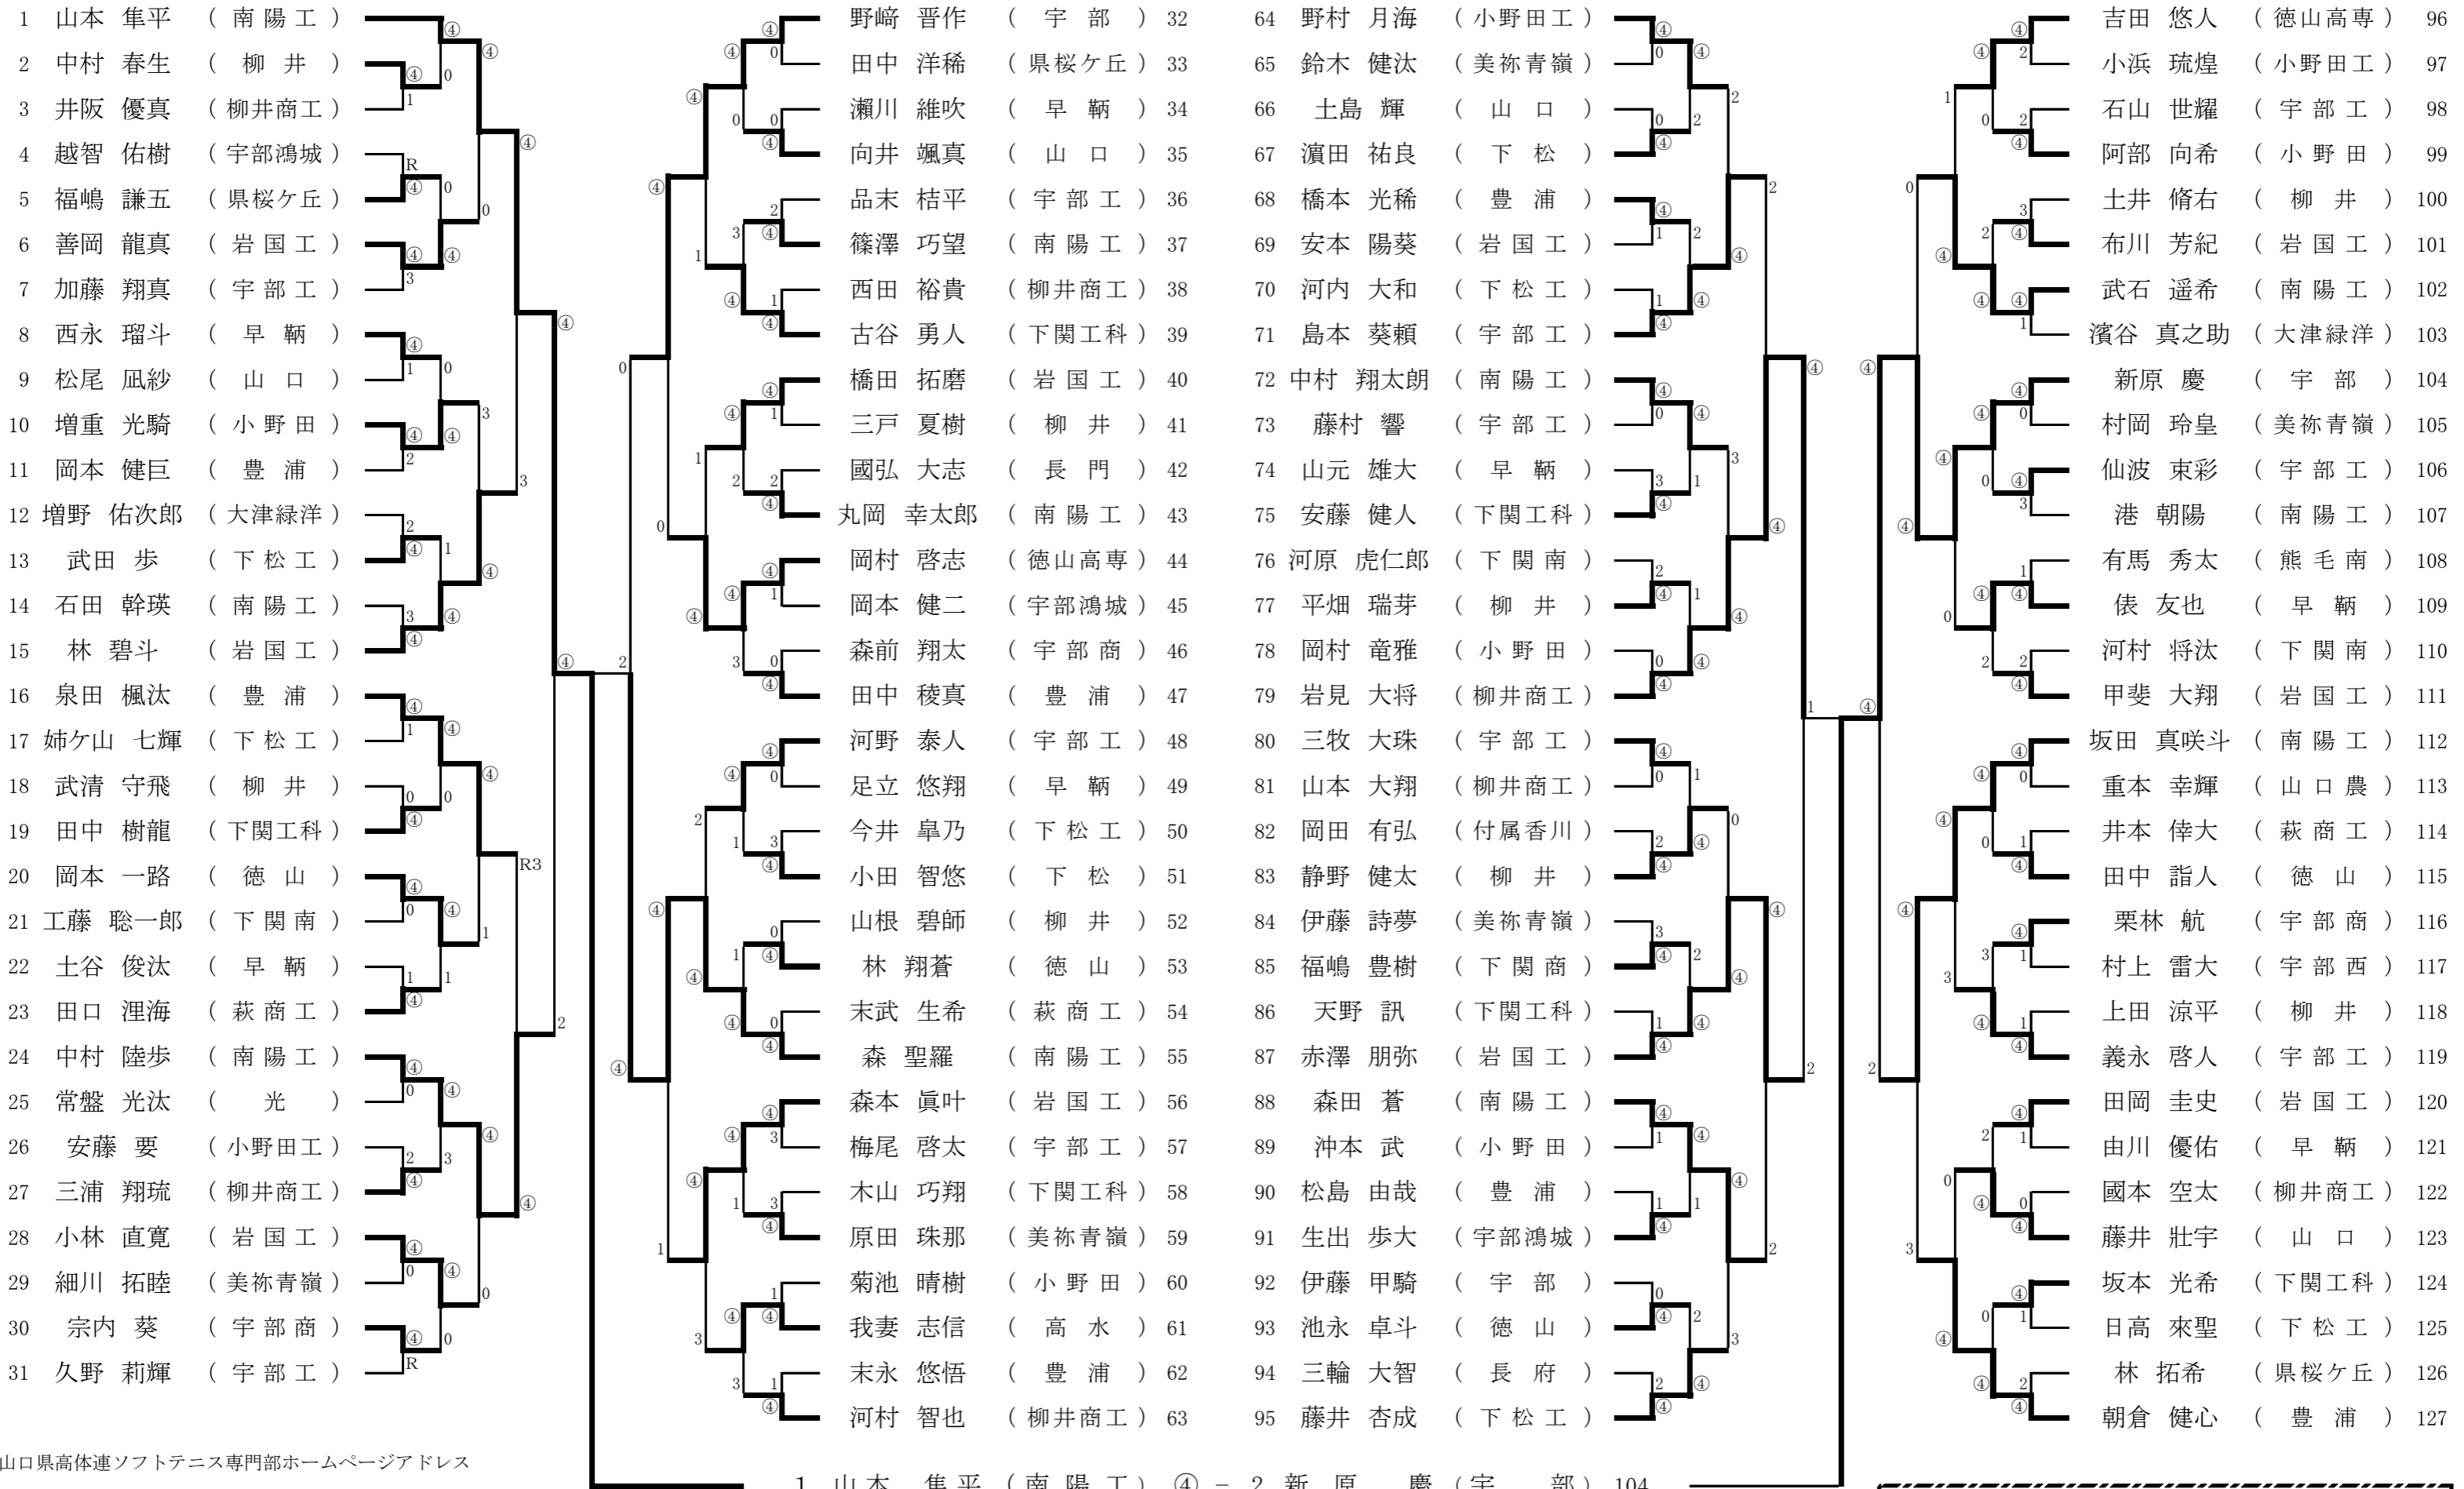 1 山本 隼平 (南陽工)
2 中村 春生 (柳井)
3 井阪 優真 (柳井商工)
4 越智 佑樹 (宇部鴻城)
5 福嶋 謙五 (県桜ケ丘)
6 善岡 龍真 (岩国工)
7 加藤 翔真 (宇部工)
8 西永 瑠斗 (早鞆)
9 松尾 凪紗 (山口)
10 増重 光騎 (小野田)
11 岡本 健巨 (豊浦)
12 増野 佑次郎 (大津緑洋)
13 武田 歩 (下松工)
14 石田 幹瑛 (南陽工)
15 林 碧斗 (岩国工)
16 泉田 楓汰 (豊浦)
17 姉ケ山 七輝 (下松工)
18 武清 守飛 (柳井)
19 田中 樹龍 (下関工科)
20 岡本 一路 (徳山)
21 工藤 聡一郎 (下関南)
22 土谷 俊汰 (早鞆)
23 田口 浬海 (萩商工)
24 中村 陸歩 (南陽工)
25 常盤 光汰 (光)
26 安藤 要 (小野田工)
27 三浦 翔琉 (柳井商工)
28 小林 直寛 (岩国工)
29 細川 拓睦 (美祢青嶺)
30 宗内 葵 (宇部商)
31 久野 莉輝 (宇部工)
野﨑 晋作 (宇部) 32
田中 洋稀 (県桜ケ丘) 33
瀬川 維吹 (早鞆) 34
向井 颯真 (山口) 35
品末 桔平 (宇部工) 36
篠澤 巧望 (南陽工) 37
西田 裕貴 (柳井商工) 38
古谷 勇人 (下関工科) 39
橋田 拓磨 (岩国工) 40
三戸 夏樹 (柳井) 41
國弘 大志 (長門) 42
丸岡 幸太郎 (南陽工) 43
岡村 啓志 (徳山高専) 44
岡本 健二 (宇部鴻城) 45
森前 翔太 (宇部商) 46
田中 稜真 (豊浦) 47
河野 泰人 (宇部工) 48
足立 悠翔 (早鞆) 49
今井 皐乃 (下松工) 50
小田 智悠 (下松) 51
山根 碧師 (柳井) 52
林 翔蒼 (徳山) 53
末武 生希 (萩商工) 54
森 聖羅 (南陽工) 55
森本 眞叶 (岩国工) 56
梅尾 啓太 (宇部工) 57
木山 巧翔 (下関工科) 58
原田 珠那 (美祢青嶺) 59
菊池 晴樹 (小野田) 60
我妻 志信 (高水) 61
末永 悠悟 (豊浦) 62
河村 智也 (柳井商工) 63
64 野村 月海 (小野田工)
65 鈴木 健汰 (美祢青嶺)
66 土島 輝 (山口)
67 濵田 祐良 (下松)
68 橋本 光稀 (豊浦)
69 安本 陽葵 (岩国工)
70 河内 大和 (下松工)
71 島本 葵頼 (宇部工)
72 中村 翔太朗 (南陽工)
73 藤村 響 (宇部工)
74 山元 雄大 (早鞆)
75 安藤 健人 (下関工科)
76 河原 虎仁郎 (下関南)
77 平畑 瑞芽 (柳井)
78 岡村 竜雅 (小野田)
79 岩見 大将 (柳井商工)
80 三牧 大珠 (宇部工)
81 山本 大翔 (柳井商工)
82 岡田 有弘 (付属香川)
83 静野 健太 (柳井)
84 伊藤 詩夢 (美祢青嶺)
85 福嶋 豊樹 (下関商)
86 天野 訊 (下関工科)
87 赤澤 朋弥 (岩国工)
88 森田 蒼 (南陽工)
89 沖本 武 (小野田)
90 松島 由哉 (豊浦)
91 生出 歩大 (宇部鴻城)
92 伊藤 甲騎 (宇部)
93 池永 卓斗 (徳山)
94 三輪 大智 (長府)
95 藤井 杏成 (下松工)
吉田 悠人 (徳山高専) 96
小浜 琉煌 (小野田工) 97
石山 世耀 (宇部工) 98
阿部 向希 (小野田) 99
土井 脩右 (柳井) 100
布川 芳紀 (岩国工) 101
武石 遥希 (南陽工) 102
濱谷 真之助 (大津緑洋) 103
新原 慶 (宇部) 104
村岡 玲皇 (美祢青嶺) 105
仙波 束彩 (宇部工) 106
港 朝陽 (南陽工) 107
有馬 秀太 (熊毛南) 108
俵 友也 (早鞆) 109
河村 将汰 (下関南) 110
甲斐 大翔 (岩国工) 111
坂田 真咲斗 (南陽工) 112
重本 幸輝 (山口農) 113
井本 倖大 (萩商工) 114
田中 詣人 (徳山) 115
栗林 航 (宇部商) 116
村上 雷大 (宇部西) 117
上田 涼平 (柳井) 118
義永 啓人 (宇部工) 119
田岡 圭史 (岩国工) 120
由川 優佑 (早鞆) 121
國本 空太 (柳井商工) 122
藤井 壯宇 (山口) 123
坂本 光希 (下関工科) 124
日高 來聖 (下松工) 125
林 拓希 (県桜ケ丘) 126
朝倉 健心 (豊浦) 127
山口県高体連ソフトテニス専門部ホームページアドレス
1 山本 隼平 (南陽工) ④ - 2 新原 慶 (宇部) 104